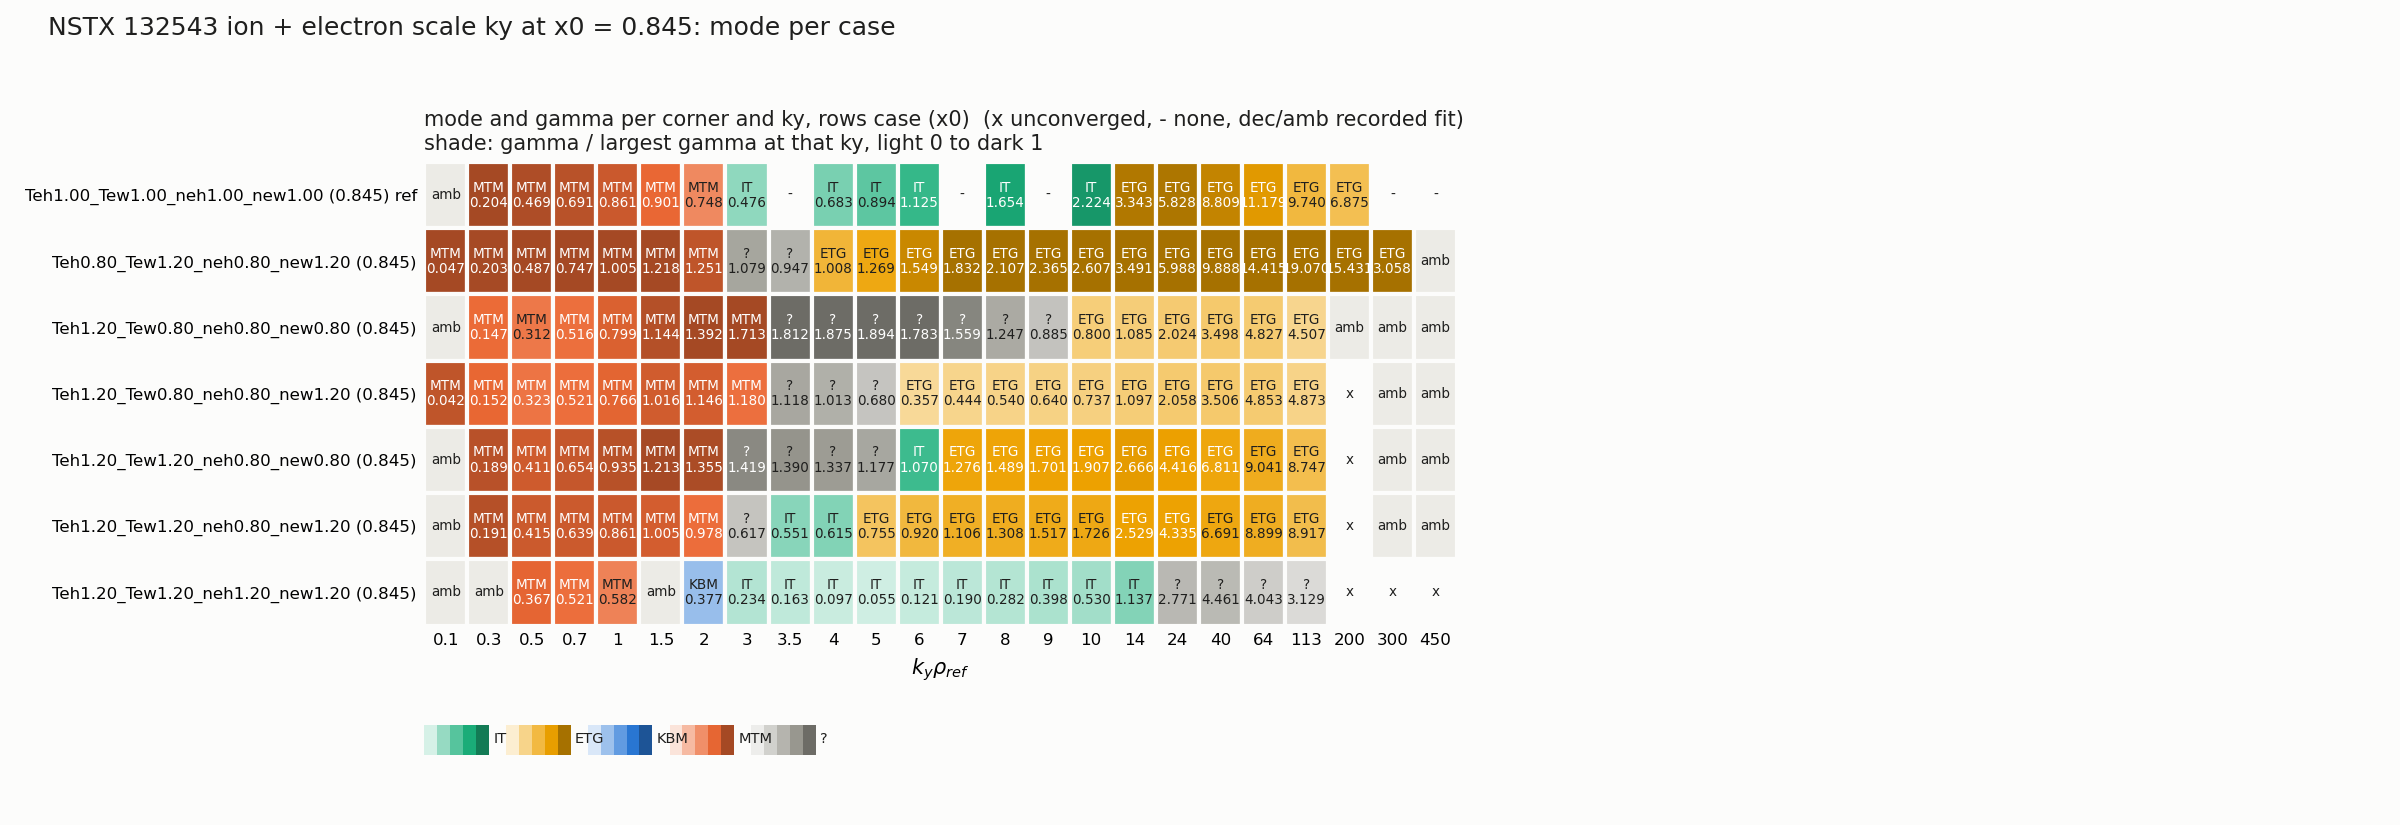 NSTX 132543 ion + electron scale ky at x0 = 0.845: mode per case
mode and gamma per corner and ky, rows case (x0)  (x unconverged, - none, dec/amb recorded fit)
shade: gamma / largest gamma at that ky, light 0 to dark 1
amb MTM MTM MTM MTM MTM MTM IT - IT IT IT - IT - IT ETG ETG ETG ETG ETG ETG - -
Teh1.00_Tew1.00_neh1.00_new1.00 (0.845) ref
0.204 0.469 0.691 0.861 0.901 0.748 0.476 0.683 0.894 1.125 1.654 2.224 3.343 5.828 8.809 11.179 9.740 6.875
MTM MTM MTM MTM MTM MTM MTM ? ? ETG ETG ETG ETG ETG ETG ETG ETG ETG ETG ETG ETG ETG ETG amb
Teh0.80_Tew1.20_neh0.80_new1.20 (0.845)
0.047 0.203 0.487 0.747 1.005 1.218 1.251 1.079 0.947 1.008 1.269 1.549 1.832 2.107 2.365 2.607 3.491 5.988 9.888 14.415 19.070 15.431 3.058
amb MTM MTM MTM MTM MTM MTM MTM ? ? ? ? ? ? ? ETG ETG ETG ETG ETG ETG amb amb amb
Teh1.20_Tew0.80_neh0.80_new0.80 (0.845)
0.147 0.312 0.516 0.799 1.144 1.392 1.713 1.812 1.875 1.894 1.783 1.559 1.247 0.885 0.800 1.085 2.024 3.498 4.827 4.507
MTM MTM MTM MTM MTM MTM MTM MTM ? ? ? ETG ETG ETG ETG ETG ETG ETG ETG ETG ETG x amb amb
Teh1.20_Tew0.80_neh0.80_new1.20 (0.845)
0.042 0.152 0.323 0.521 0.766 1.016 1.146 1.180 1.118 1.013 0.680 0.357 0.444 0.540 0.640 0.737 1.097 2.058 3.506 4.853 4.873
amb MTM MTM MTM MTM MTM MTM ? ? ? ? IT ETG ETG ETG ETG ETG ETG ETG ETG ETG x amb amb
Teh1.20_Tew1.20_neh0.80_new0.80 (0.845)
0.189 0.411 0.654 0.935 1.213 1.355 1.419 1.390 1.337 1.177 1.070 1.276 1.489 1.701 1.907 2.666 4.416 6.811 9.041 8.747
amb MTM MTM MTM MTM MTM MTM ? IT IT ETG ETG ETG ETG ETG ETG ETG ETG ETG ETG ETG x amb amb
Teh1.20_Tew1.20_neh0.80_new1.20 (0.845)
0.191 0.415 0.639 0.861 1.005 0.978 0.617 0.551 0.615 0.755 0.920 1.106 1.308 1.517 1.726 2.529 4.335 6.691 8.899 8.917
amb amb MTM MTM MTM amb KBM IT IT IT IT IT IT IT IT IT IT ? ? ? ? x x x
Teh1.20_Tew1.20_neh1.20_new1.20 (0.845)
0.367 0.521 0.582 0.377 0.234 0.163 0.097 0.055 0.121 0.190 0.282 0.398 0.530 1.137 2.771 4.461 4.043 3.129
0.1 0.3 0.5 0.7 1 1.5 2 3 3.5 4 5 6 7 8 9 10 14 24 40 64 113 200 300 450
kyρref
IT ETG KBM MTM ?